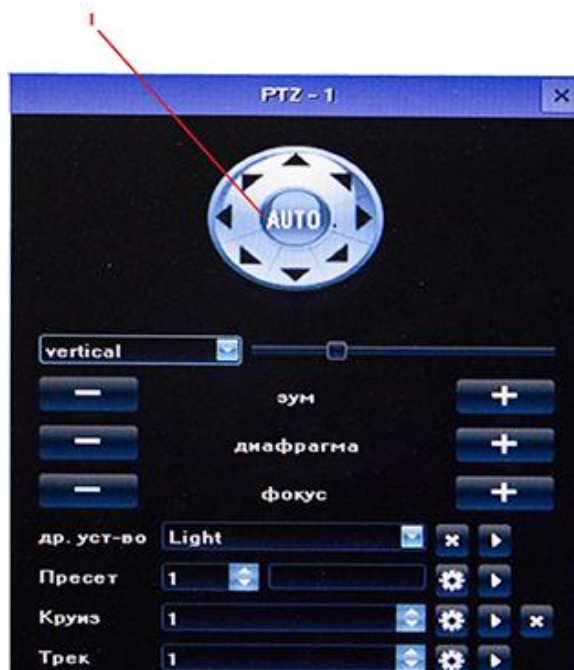 1
PTZ - 1
AUTO
vertical
зум
диафрагма
фокус
др. уст-во Light
Пресет 1
Круиз 1
Трек 1